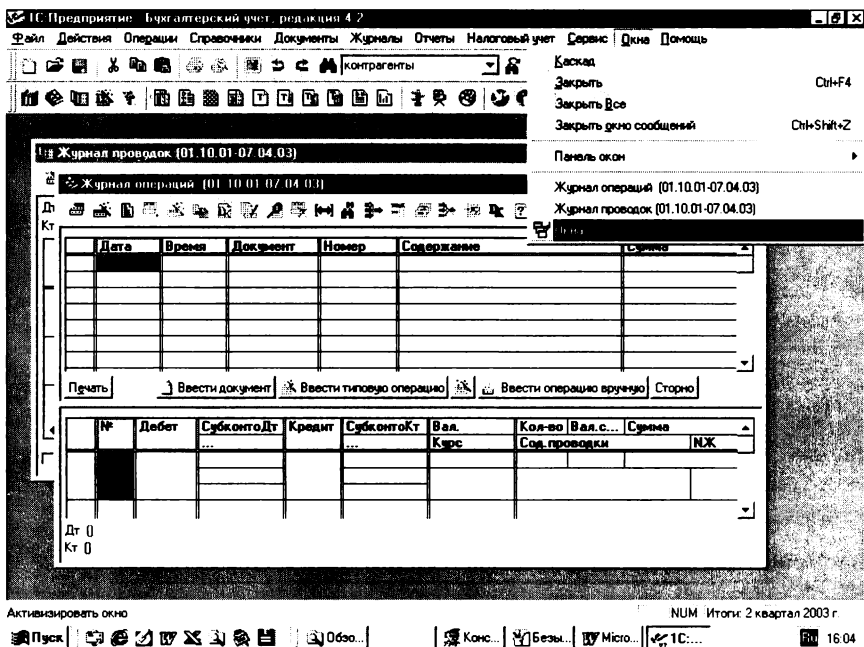 1С:Предприятие - Бухгалтерский учет, редакция 4.2
Файл Действия Операции Справочники Документы Журналы Отчеты Налоговый учет Сервис Окна Помощь
контрагенты
Каскад
Закрыть Ctrl+F4
Закрыть Все
Закрыть окно сообщений Ctrl+Shift+Z
Панель окон
Журнал операций (01.10.01-07.04.03)
Журнал проводок (01.10.01-07.04.03)
Окна
Журнал проводок (01.10.01-07.04.03)
Журнал операций (01.10.01-07.04.03)
Дт
Кт
Дата Время Документ Номер Содержание Сумма
Печать Ввести документ Ввести типовую операцию Ввести операцию вручную Сторно
№ Дебет СубконтоДт Кредит СубконтоКт Вал. Кол-во Вал.с... Сумма
... ... Курс Сод.проводки N.Ж
Дт ()
Кт ()
Активизировать окно NUM Итоги: 2 квартал 2003 г.
Пуск Обзо... Конс... Безы... Micro... 1С:... Ru 16:04